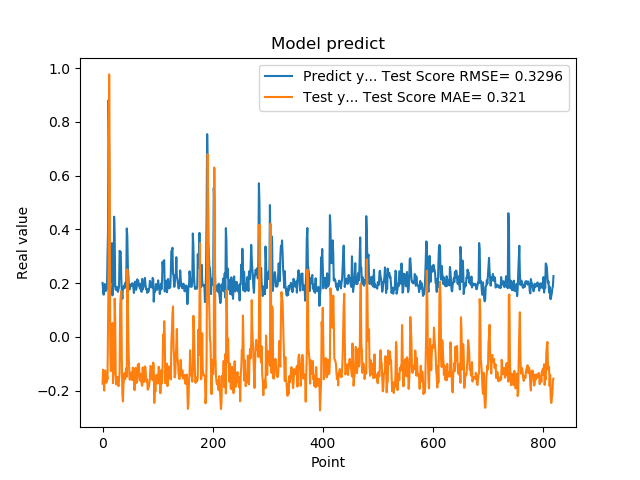 Model predict
Predict y... Test Score RMSE= 0.3296
Test y... Test Score MAE= 0.321
1.0
0.8
0.6
0.4
0.2
0.0
−0.2
Real value
0 200 400 600 800
Point